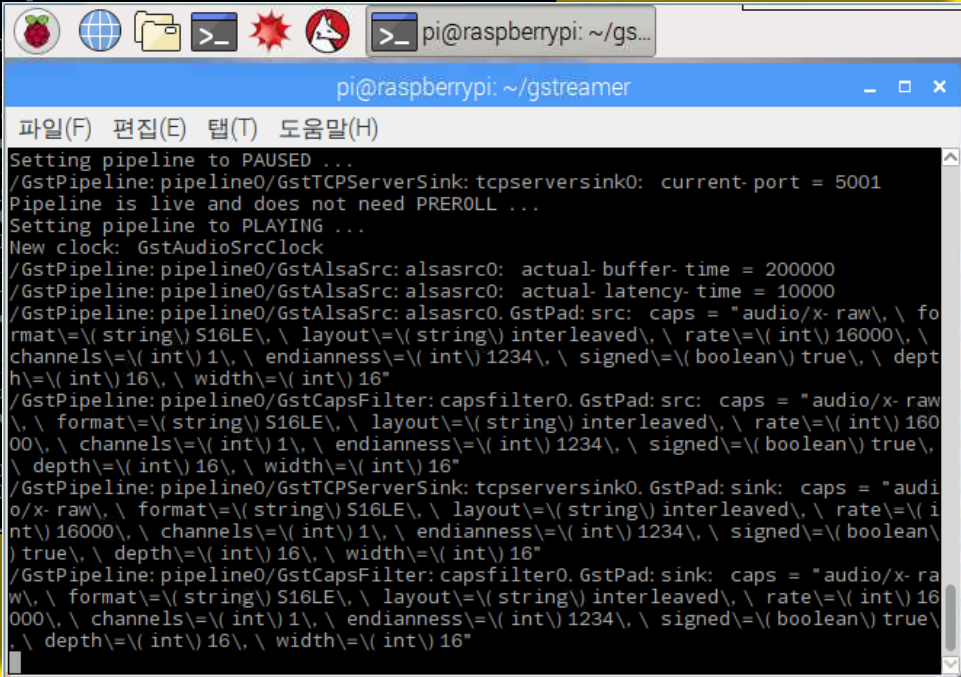 pi@raspberrypi: ~/gs...
pi@raspberrypi: ~/gstreamer
파일(F) 편집(E) 탭(T) 도움말(H)
Setting pipeline to PAUSED ...
/GstPipeline:pipeline0/GstTCPServerSink:tcpserversink0: current-port = 5001
Pipeline is live and does not need PREROLL ...
Setting pipeline to PLAYING ...
New clock: GstAudioSrcClock
/GstPipeline:pipeline0/GstAlsaSrc:alsasrc0: actual-buffer-time = 200000
/GstPipeline:pipeline0/GstAlsaSrc:alsasrc0: actual-latency-time = 10000
/GstPipeline:pipeline0/GstAlsaSrc:alsasrc0.GstPad:src: caps = "audio/x-raw\,\ fo
rmat\=\(string\)S16LE\,\ layout\=\(string\)interleaved\,\ rate\=\(int\)16000\,\
channels\=\(int\)1\,\ endianness\=\(int\)1234\,\ signed\=\(boolean\)true\,\ dept
h\=\(int\)16\,\ width\=\(int\)16"
/GstPipeline:pipeline0/GstCapsFilter:capsfilter0.GstPad:src: caps = "audio/x-raw
\,\ format\=\(string\)S16LE\,\ layout\=\(string\)interleaved\,\ rate\=\(int\)160
00\,\ channels\=\(int\)1\,\ endianness\=\(int\)1234\,\ signed\=\(boolean\)true\,
\ depth\=\(int\)16\,\ width\=\(int\)16"
/GstPipeline:pipeline0/GstTCPServerSink:tcpserversink0.GstPad:sink: caps = "audi
o/x-raw\,\ format\=\(string\)S16LE\,\ layout\=\(string\)interleaved\,\ rate\=\(i
nt\)16000\,\ channels\=\(int\)1\,\ endianness\=\(int\)1234\,\ signed\=\(boolean\
)true\,\ depth\=\(int\)16\,\ width\=\(int\)16"
/GstPipeline:pipeline0/GstCapsFilter:capsfilter0.GstPad:sink: caps = "audio/x-ra
w\,\ format\=\(string\)S16LE\,\ layout\=\(string\)interleaved\,\ rate\=\(int\)16
000\,\ channels\=\(int\)1\,\ endianness\=\(int\)1234\,\ signed\=\(boolean\)true\
,\ depth\=\(int\)16\,\ width\=\(int\)16"